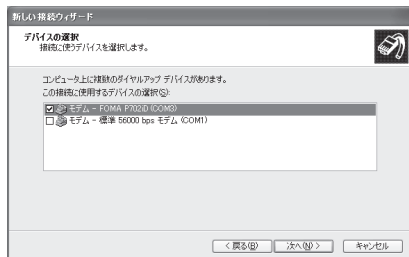 新しい接続ウィザード
デバイスの選択
接続に使うデバイスを選択します。
コンピュータ上に複数のダイヤルアップ デバイスがあります。
この接続に使用するデバイスの選択(S):
モデム - FOMA P702iD (COM3)
モデム - 標準 56000 bps モデム (COM1)
< 戻る(B)
次へ(N) >
キャンセル